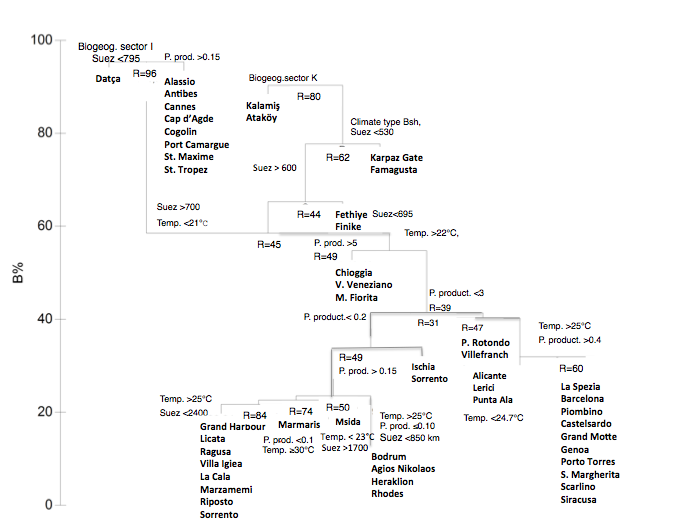 100
80
60
40
20
0
B%
Biogeog. sector I
Suez <795
P. prod. >0.15
Datça
R=96
Alassio
Antibes
Cannes
Cap d'Agde
Cogolin
Port Camargue
St. Maxime
St. Tropez
Biogeog.sector K
Kalamiş
Ataköy
R=80
Climate type Bsh,
Suez <530
R=62
Karpaz Gate
Famagusta
Suez > 600
Suez >700
Temp. <21°C
R=44
Fethiye
Finike
Suez<695
R=45
P. prod. >5
R=49
Temp. >22°C,
Chioggia
V. Veneziano
M. Fiorita
P. product. <3
R=39
P. product.< 0.2
R=31
R=47
P. Rotondo
Villefranch
Alicante
Lerici
Punta Ala
Temp. <24.7°C
Temp. >25°C
P. product. >0.4
R=60
La Spezia
Barcelona
Piombino
Castelsardo
Grand Motte
Genoa
Porto Torres
S. Margherita
Scarlino
Siracusa
R=49
P. prod. > 0.15
Ischia
Sorrento
Temp. >25°C
Suez <2400
R=84
Grand Harbour
Licata
Ragusa
Villa Igiea
La Cala
Marzamemi
Riposto
Sorrento
R=74
Marmaris
P. prod. <0.1
Temp. ≥30°C
R=50
Msida
Temp. < 23°C
Suez >1700
Temp. >25°C
P. prod. ≤0.10
Suez <850 km
Bodrum
Agios Nikolaos
Heraklion
Rhodes